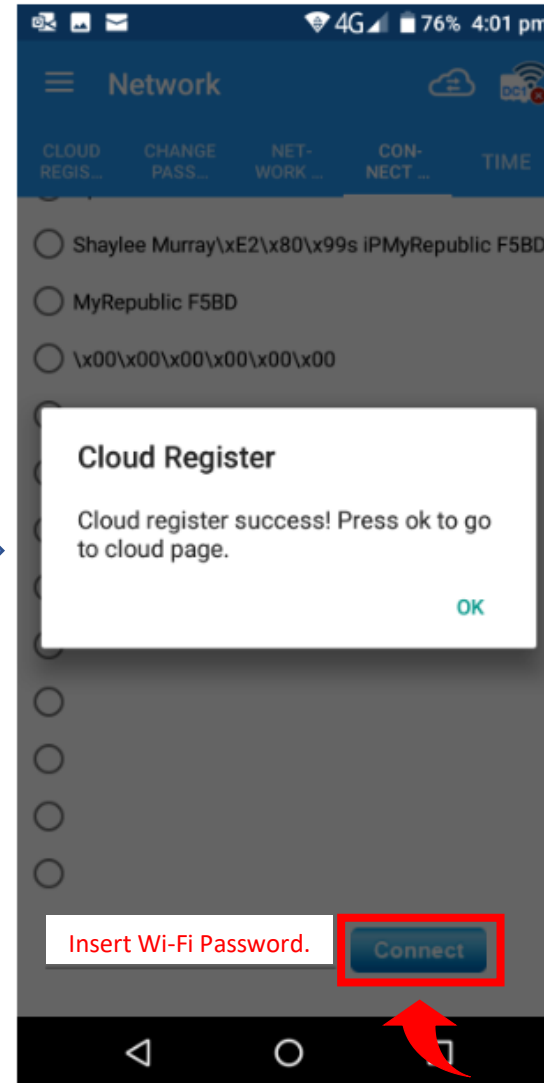 4G 76% 4:01 pm
Network
DC1
CLOUD REGIS... CHANGE PASS... NET-WORK ... CON-NECT ... TIME
Shaylee Murray\xE2\x80\x99s iPMyRepublic F5BD
MyRepublic F5BD
\x00\x00\x00\x00\x00\x00
Cloud Register
Cloud register success! Press ok to go
to cloud page.
OK
Insert Wi-Fi Password.
Connect